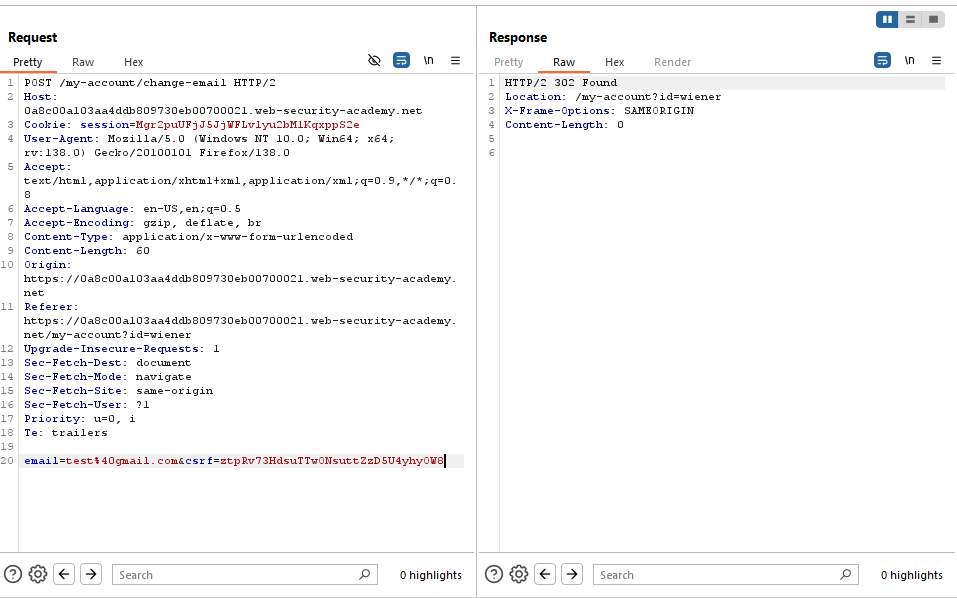 Request
Pretty Raw Hex \n
1 POST /my-account/change-email HTTP/2
2 Host:
0a8c00a103aa4ddb809730eb00700021.web-security-academy.net
3 Cookie: session=Mgr2puUFjJ5JjWFLvlyu2bM1KqxppS2e
4 User-Agent: Mozilla/5.0 (Windows NT 10.0; Win64; x64;
rv:138.0) Gecko/20100101 Firefox/138.0
5 Accept:
text/html,application/xhtml+xml,application/xml;q=0.9,*/*;q=0.
8
6 Accept-Language: en-US,en;q=0.5
7 Accept-Encoding: gzip, deflate, br
8 Content-Type: application/x-www-form-urlencoded
9 Content-Length: 60
10 Origin:
https://0a8c00a103aa4ddb809730eb00700021.web-security-academy.
net
11 Referer:
https://0a8c00a103aa4ddb809730eb00700021.web-security-academy.
net/my-account?id=wiener
12 Upgrade-Insecure-Requests: 1
13 Sec-Fetch-Dest: document
14 Sec-Fetch-Mode: navigate
15 Sec-Fetch-Site: same-origin
16 Sec-Fetch-User: ?1
17 Priority: u=0, i
18 Te: trailers
19
20 email=test%40gmail.com&csrf=ztpRv73HdsuTTw0NsuttZzD5U4yhy0W8
Search 0 highlights
Response
Pretty Raw Hex Render \n
1 HTTP/2 302 Found
2 Location: /my-account?id=wiener
3 X-Frame-Options: SAMEORIGIN
4 Content-Length: 0
5
6
Search 0 highlights